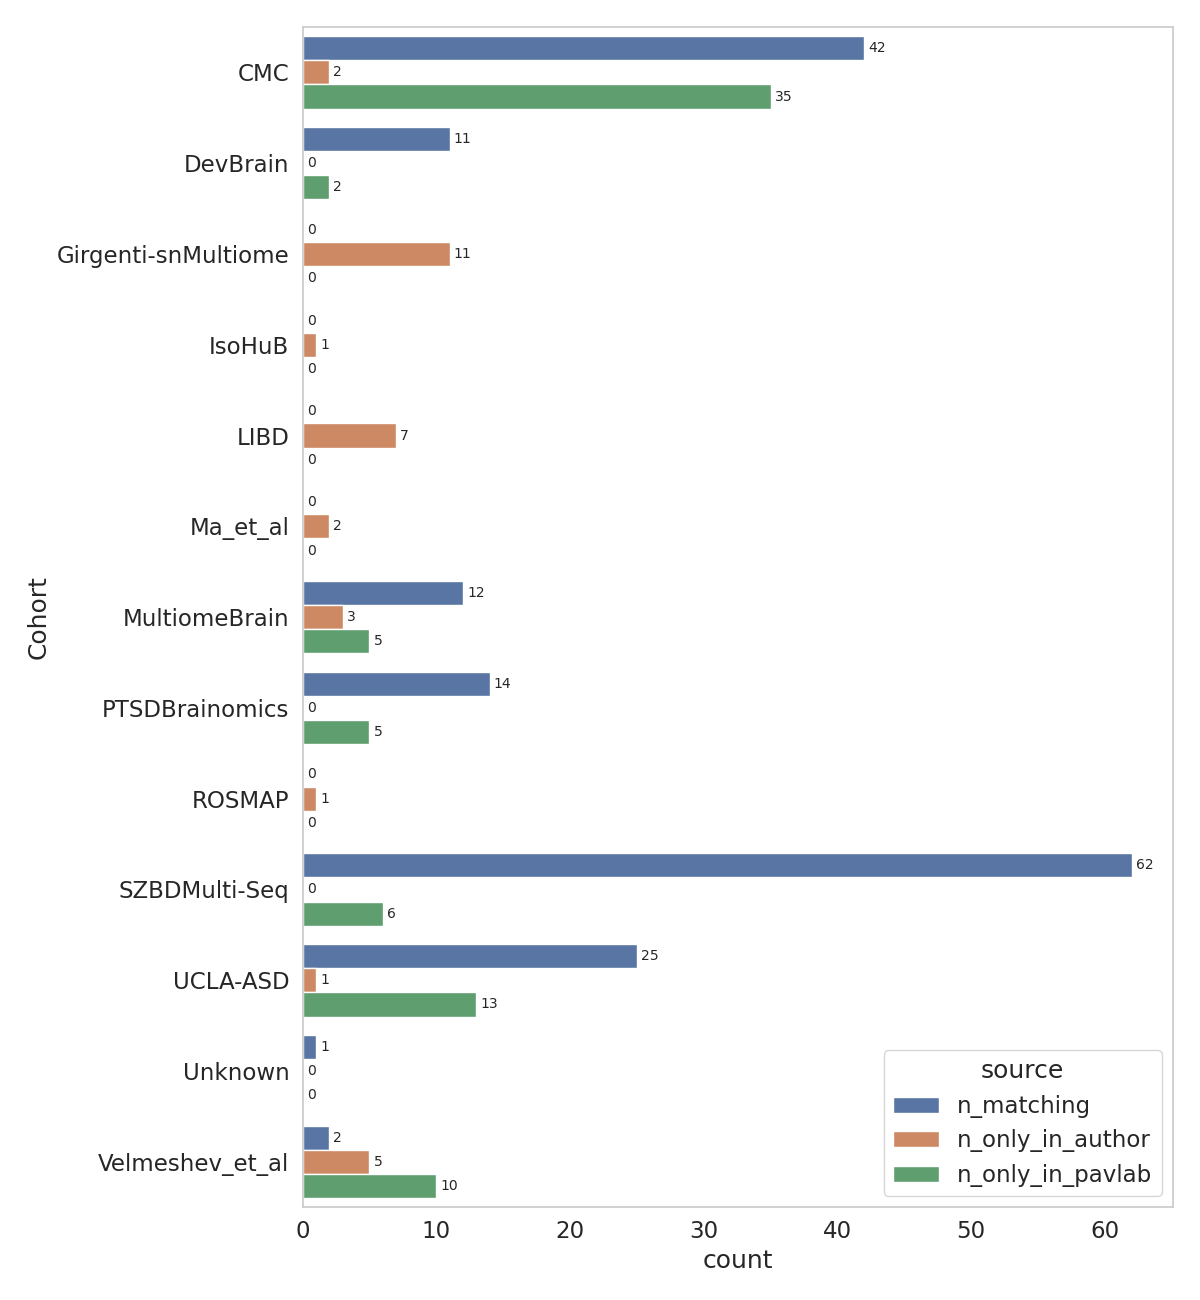 CMC
42
2
35
DevBrain
11
0
2
Girgenti-snMultiome
0
11
0
IsoHuB
0
1
0
LIBD
0
7
0
Ma_et_al
0
2
0
MultiomeBrain
12
3
5
PTSDBrainomics
14
0
5
ROSMAP
0
1
0
SZBDMulti-Seq
62
0
6
UCLA-ASD
25
1
13
Unknown
1
0
0
Velmeshev_et_al
2
5
10
Cohort
source
n_matching
n_only_in_author
n_only_in_pavlab
0 10 20 30 40 50 60
count